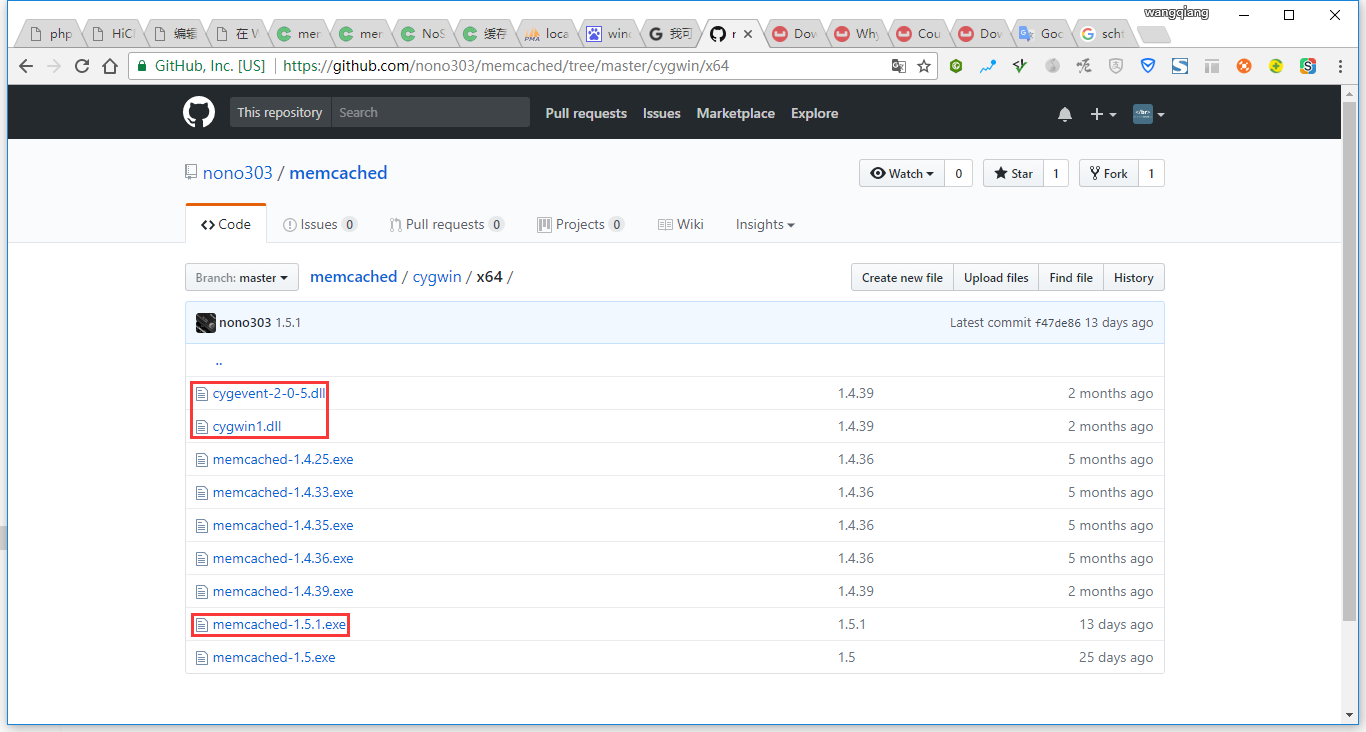 wangqiang
php HiCl 编辑 在 W mer mer NoS 缓存 loca winc 我可 r Dov Why Cou Dov Goc scht
GitHub, Inc. [US] https://github.com/nono303/memcached/tree/master/cygwin/x64
This repository Search Pull requests Issues Marketplace Explore
nono303 / memcached Watch 0 Star 1 Fork 1
Code Issues 0 Pull requests 0 Projects 0 Wiki Insights
Branch: master memcached / cygwin / x64 / Create new file Upload files Find file History
nono303 1.5.1 Latest commit f47de86 13 days ago
..
cygevent-2-0-5.dll 1.4.39 2 months ago
cygwin1.dll 1.4.39 2 months ago
memcached-1.4.25.exe 1.4.36 5 months ago
memcached-1.4.33.exe 1.4.36 5 months ago
memcached-1.4.35.exe 1.4.36 5 months ago
memcached-1.4.36.exe 1.4.36 5 months ago
memcached-1.4.39.exe 1.4.39 2 months ago
memcached-1.5.1.exe 1.5.1 13 days ago
memcached-1.5.exe 1.5 25 days ago